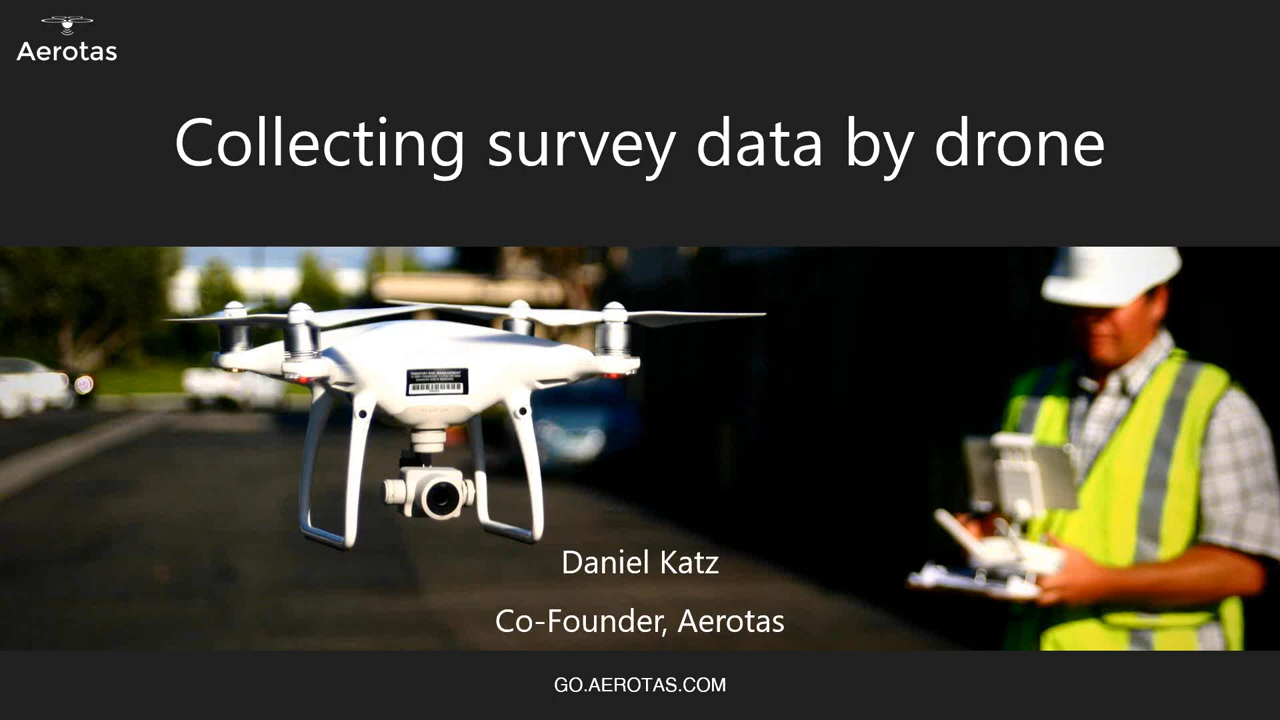 Aerotas
Collecting survey data by drone
Daniel Katz
Co-Founder, Aerotas
GO.AEROTAS.COM